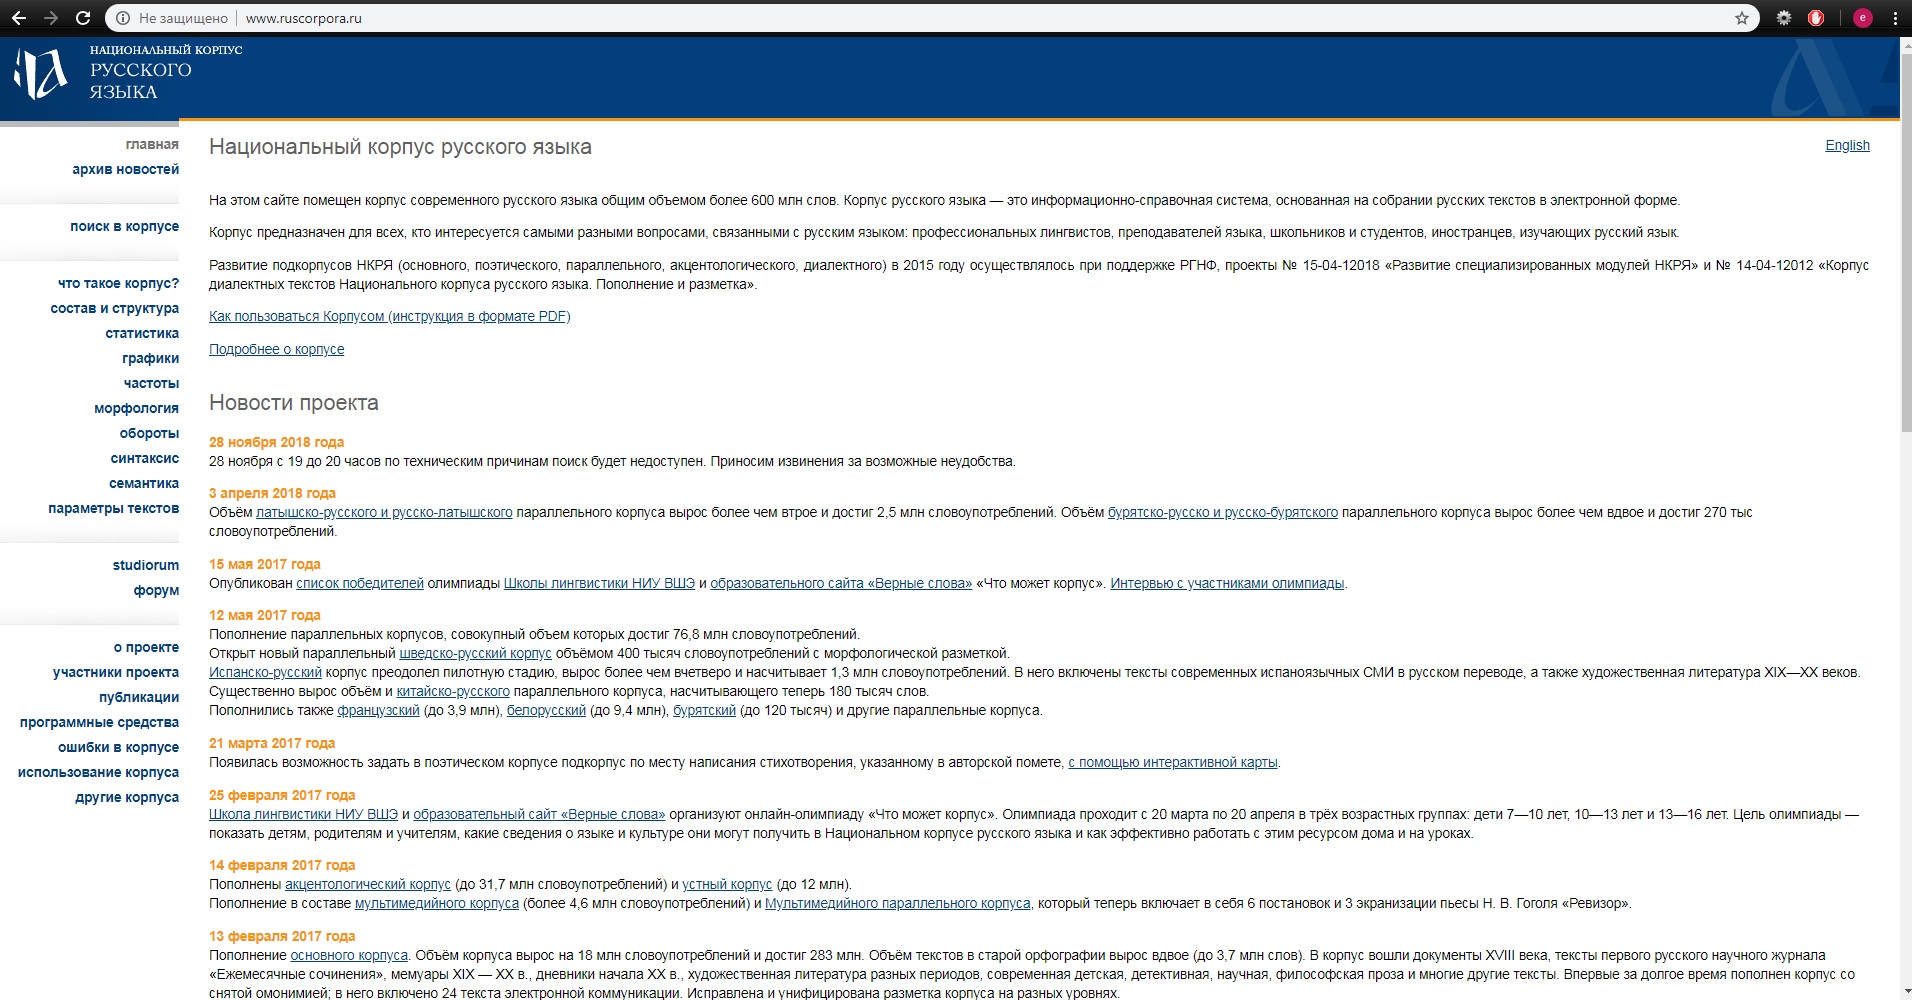 Не защищено
www.ruscorpora.ru
e
НАЦИОНАЛЬНЫЙ КОРПУС
РУССКОГО
ЯЗЫКА
главная
архив новостей
поиск в корпусе
что такое корпус?
состав и структура
статистика
графики
частоты
морфология
обороты
синтаксис
семантика
параметры текстов
studiorum
форум
о проекте
участники проекта
публикации
программные средства
ошибки в корпусе
использование корпуса
другие корпуса
Национальный корпус русского языка
English
На этом сайте помещен корпус современного русского языка общим объемом более 600 млн слов. Корпус русского языка — это информационно-справочная система, основанная на собрании русских текстов в электронной форме.
Корпус предназначен для всех, кто интересуется самыми разными вопросами, связанными с русским языком: профессиональных лингвистов, преподавателей языка, школьников и студентов, иностранцев, изучающих русский язык.
Развитие подкорпусов НКРЯ (основного, поэтического, параллельного, акцентологического, диалектного) в 2015 году осуществлялось при поддержке РГНФ, проекты № 15-04-12018 «Развитие специализированных модулей НКРЯ» и № 14-04-12012 «Корпус
диалектных текстов Национального корпуса русского языка. Пополнение и разметка».
Как пользоваться Корпусом (инструкция в формате PDF)
Подробнее о корпусе
Новости проекта
28 ноября 2018 года
28 ноября с 19 до 20 часов по техническим причинам поиск будет недоступен. Приносим извинения за возможные неудобства.
3 апреля 2018 года
Объём латышско-русского и русско-латышского параллельного корпуса вырос более чем втрое и достиг 2,5 млн словоупотреблений. Объём бурятско-русско и русско-бурятского параллельного корпуса вырос более чем вдвое и достиг 270 тыс
словоупотреблений.
15 мая 2017 года
Опубликован список победителей олимпиады Школы лингвистики НИУ ВШЭ и образовательного сайта «Верные слова» «Что может корпус». Интервью с участниками олимпиады.
12 мая 2017 года
Пополнение параллельных корпусов, совокупный объем которых достиг 76,8 млн словоупотреблений.
Открыт новый параллельный шведско-русский корпус объёмом 400 тысяч словоупотреблений с морфологической разметкой.
Испанско-русский корпус преодолел пилотную стадию, вырос более чем вчетверо и насчитывает 1,3 млн словоупотреблений. В него включены тексты современных испаноязычных СМИ в русском переводе, а также художественная литература XIX—XX веков.
Существенно вырос объём и китайско-русского параллельного корпуса, насчитывающего теперь 180 тысяч слов.
Пополнились также французский (до 3,9 млн), белорусский (до 9,4 млн), бурятский (до 120 тысяч) и другие параллельные корпуса.
21 марта 2017 года
Появилась возможность задать в поэтическом корпусе подкорпус по месту написания стихотворения, указанному в авторской помете, с помощью интерактивной карты.
25 февраля 2017 года
Школа лингвистики НИУ ВШЭ и образовательный сайт «Верные слова» организуют онлайн-олимпиаду «Что может корпус». Олимпиада проходит с 20 марта по 20 апреля в трёх возрастных группах: дети 7—10 лет, 10—13 лет и 13—16 лет. Цель олимпиады —
показать детям, родителям и учителям, какие сведения о языке и культуре они могут получить в Национальном корпусе русского языка и как эффективно работать с этим ресурсом дома и на уроках.
14 февраля 2017 года
Пополнены акцентологический корпус (до 31,7 млн словоупотреблений) и устный корпус (до 12 млн).
Пополнение в составе мультимедийного корпуса (более 4,6 млн словоупотреблений) и Мультимедийного параллельного корпуса, который теперь включает в себя 6 постановок и 3 экранизации пьесы Н. В. Гоголя «Ревизор».
13 февраля 2017 года
Пополнение основного корпуса. Объём корпуса вырос на 18 млн словоупотреблений и достиг 283 млн. Объём текстов в старой орфографии вырос вдвое (до 3,7 млн слов). В корпус вошли документы XVIII века, тексты первого русского научного журнала
«Ежемесячные сочинения», мемуары XIX — XX в., дневники начала XX в., художественная литература разных периодов, современная детская, детективная, научная, философская проза и многие другие тексты. Впервые за долгое время пополнен корпус со
снятой омонимией; в него включено 24 текста электронной коммуникации. Исправлена и унифицирована разметка корпуса на разных уровнях.